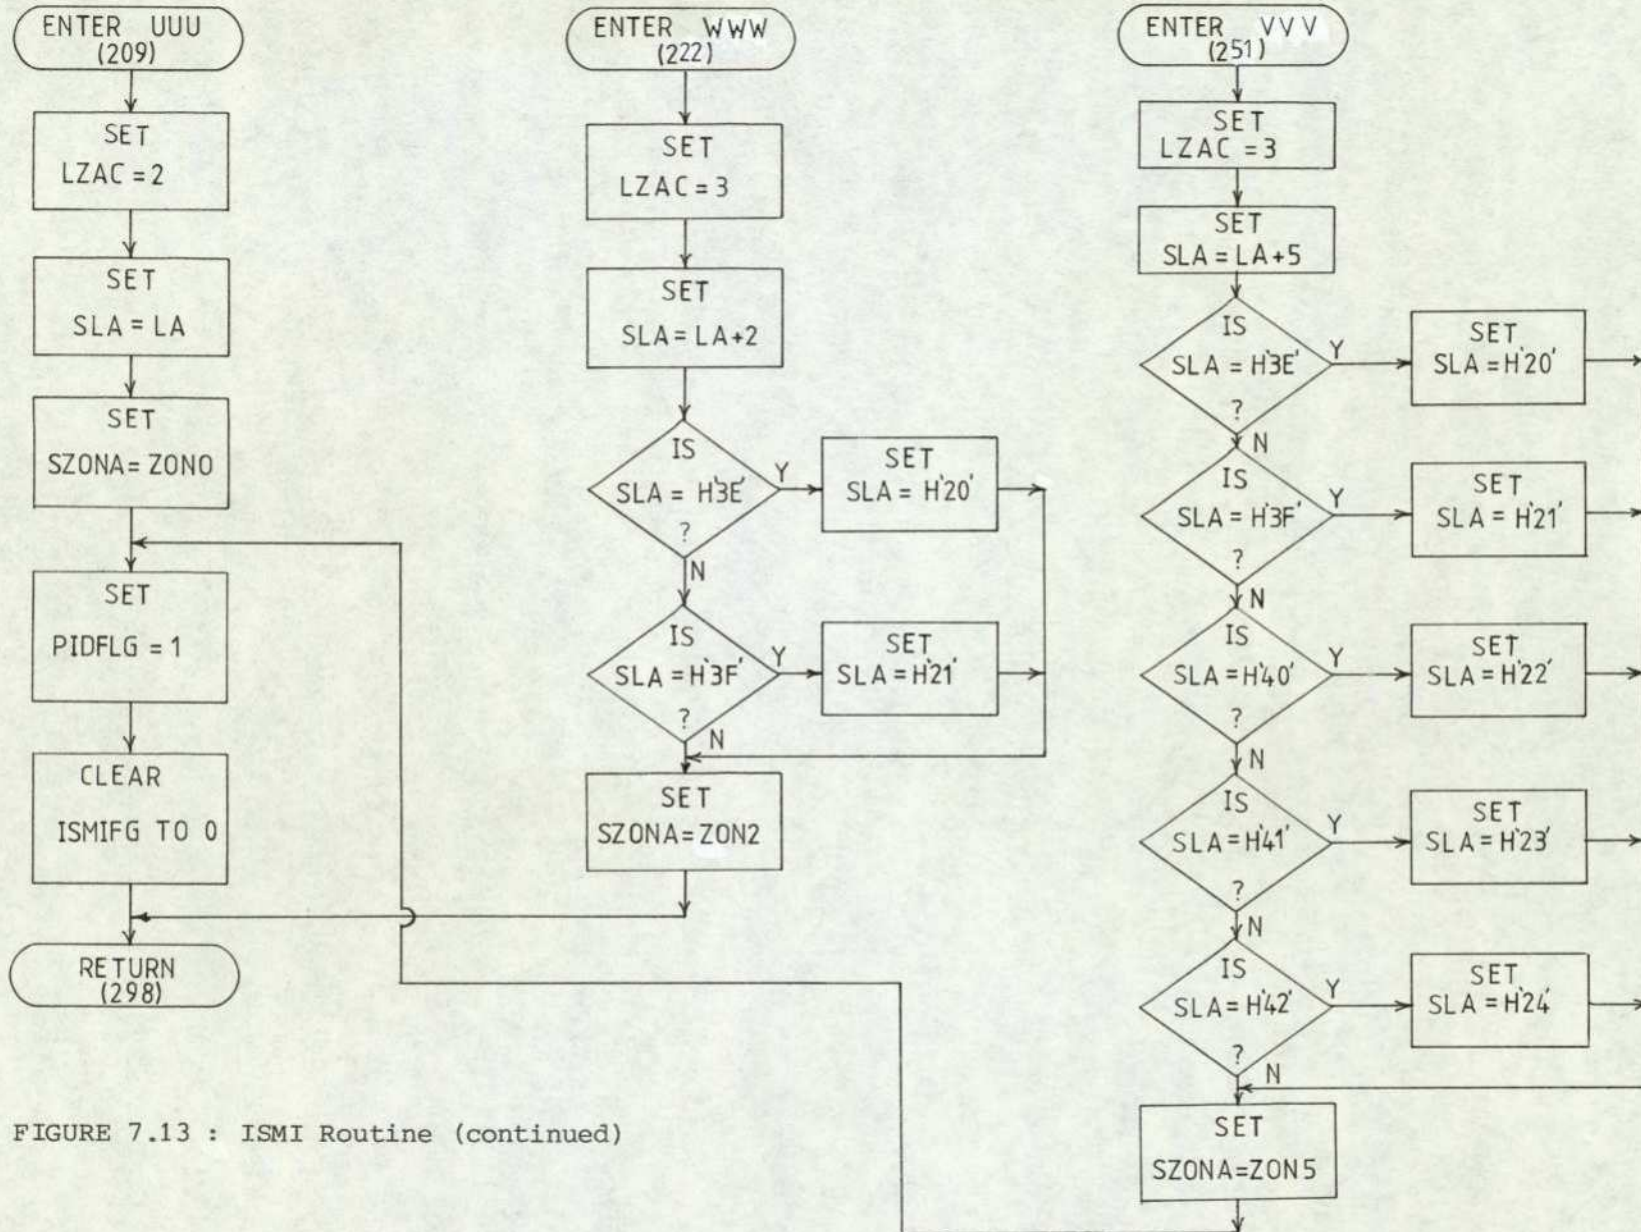 ENTER UUU
(209)
SET
LZAC = 2
SET
SLA = LA
SET
SZONA = ZON0
SET
PIDFLG = 1
CLEAR
ISMIFG TO 0
RETURN
(298)
ENTER WWW
(222)
SET
LZAC = 3
SET
SLA = LA+2
IS
SLA = H'3E'
?
Y
SET
SLA = H'20'
N
IS
SLA = H'3F'
?
Y
SET
SLA = H'21'
N
SET
SZONA = ZON2
ENTER VVV
(251)
SET
LZAC = 3
SET
SLA = LA+5
IS
SLA = H'3E'
?
Y
SET
SLA = H'20'
N
IS
SLA = H'3F'
?
Y
SET
SLA = H'21'
N
IS
SLA = H'40'
?
Y
SET
SLA = H'22'
N
IS
SLA = H'41'
?
Y
SET
SLA = H'23'
N
IS
SLA = H'42'
?
Y
SET
SLA = H'24'
N
SET
SZONA = ZON5
FIGURE 7.13 : ISMI Routine (continued)